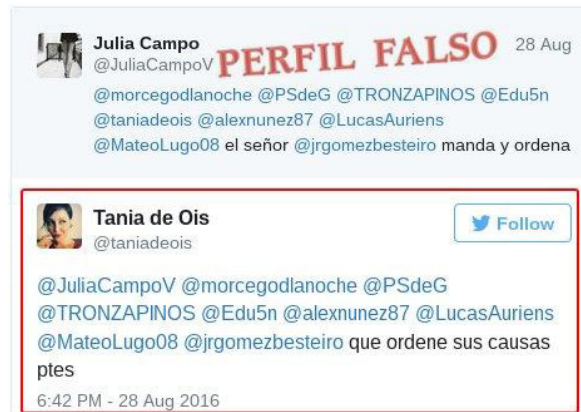 Julia Campo PERFIL FALSO 28 Aug
@JuliaCampoV
@morcegodlanoche @PSdeG @TRONZAPINOS @Edu5n
@taniadeois @alexnunez87 @LucasAuriens
@MateoLugo08 el señor @jrgomezbesteiro manda y ordena
Tania de Ois Follow
@taniadeois
@JuliaCampoV @morcegodlanoche @PSdeG
@TRONZAPINOS @Edu5n @alexnunez87 @LucasAuriens
@MateoLugo08 @jrgomezbesteiro que ordene sus causas
ptes
6:42 PM - 28 Aug 2016